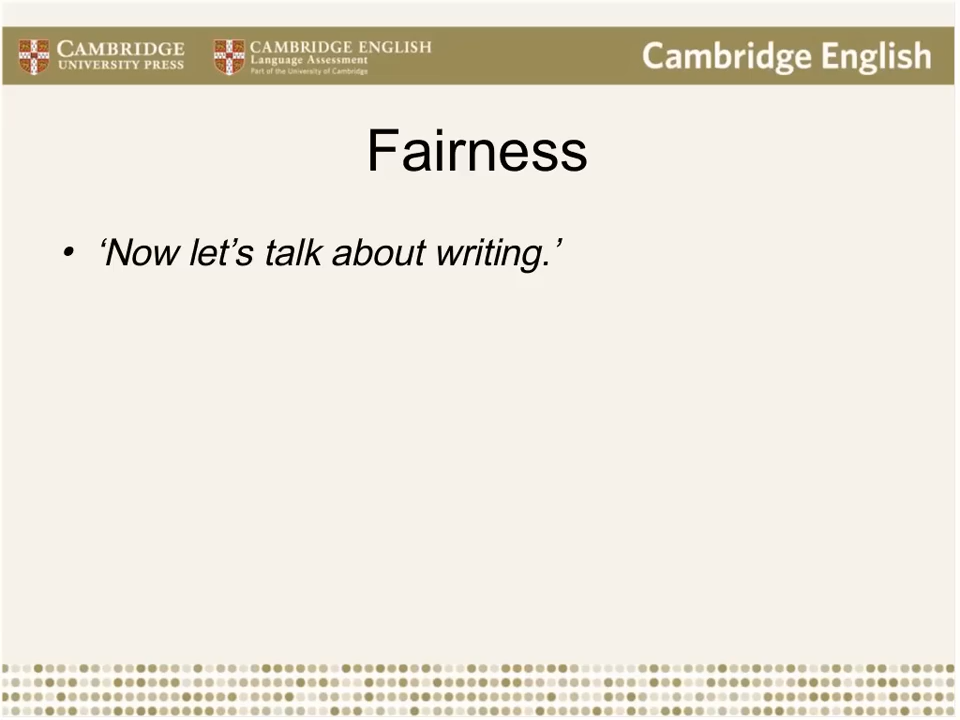 CAMBRIDGE
UNIVERSITY PRESS
CAMBRIDGE ENGLISH
Language Assessment
Part of the University of Cambridge
Cambridge English
Fairness
• ‘Now let’s talk about writing.’